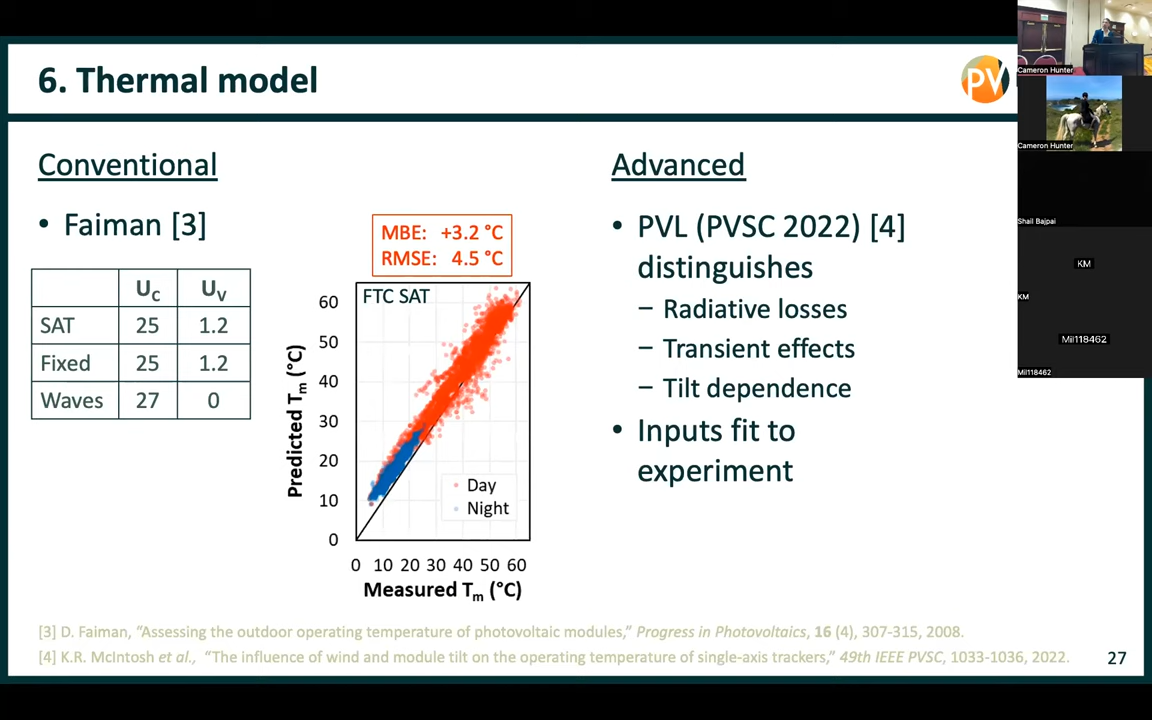 6. Thermal model
PV
Conventional
• Faiman [3]
UC UV
SAT 25 1.2
Fixed 25 1.2
Waves 27 0
MBE: +3.2 °C
RMSE: 4.5 °C
FTC SAT
60
50
40
30
20
10
0
Predicted Tm (°C)
Day
Night
0 10 20 30 40 50 60
Measured Tm (°C)
Advanced
• PVL (PVSC 2022) [4]
distinguishes
– Radiative losses
– Transient effects
– Tilt dependence
• Inputs fit to
experiment
[3] D. Faiman, “Assessing the outdoor operating temperature of photovoltaic modules,” Progress in Photovoltaics, 16 (4), 307-315, 2008.
[4] K.R. McIntosh et al., “The influence of wind and module tilt on the operating temperature of single-axis trackers,” 49th IEEE PVSC, 1033-1036, 2022.
27
Cameron Hunter
Cameron Hunter
Shail Bajpai
KM
KM
Mil118462
Mil118462